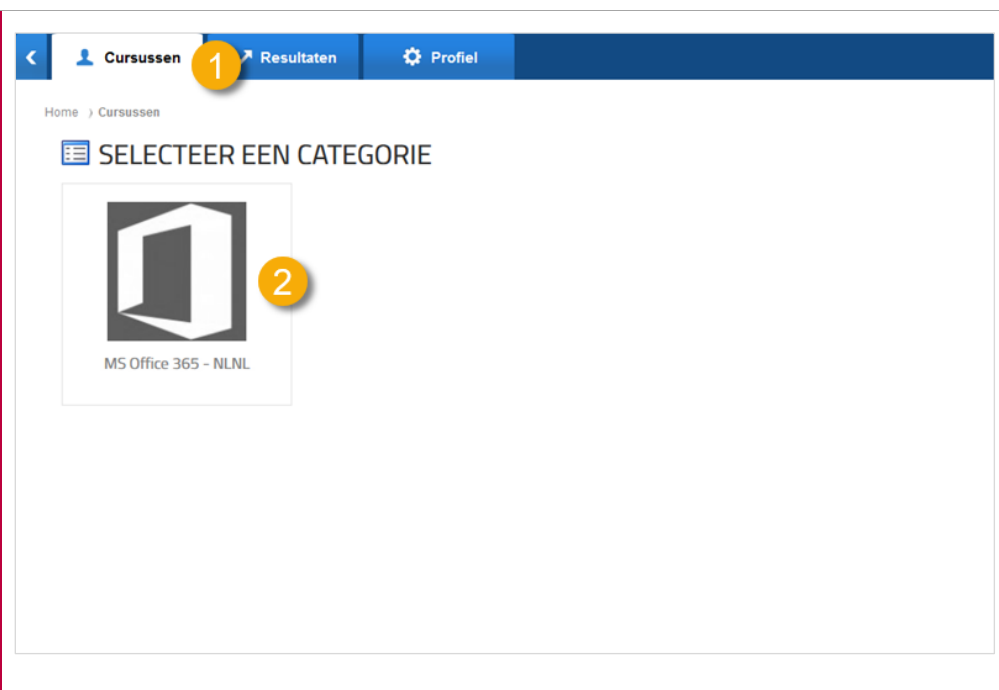 Cursussen 1 Resultaten Profiel
Home › Cursussen
SELECTEER EEN CATEGORIE
2
MS Office 365 - NLNL